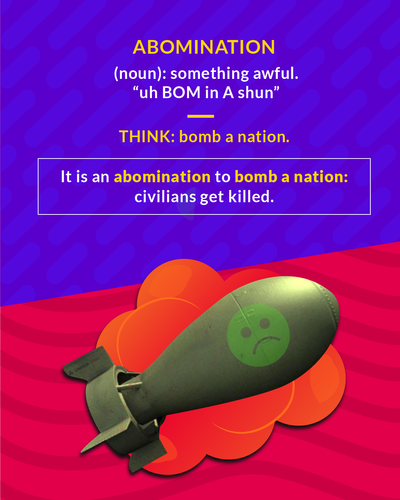 ABOMINATION
(noun): something awful.
“uh BOM in A shun”
THINK: bomb a nation.
It is an abomination to bomb a nation:
civilians get killed.